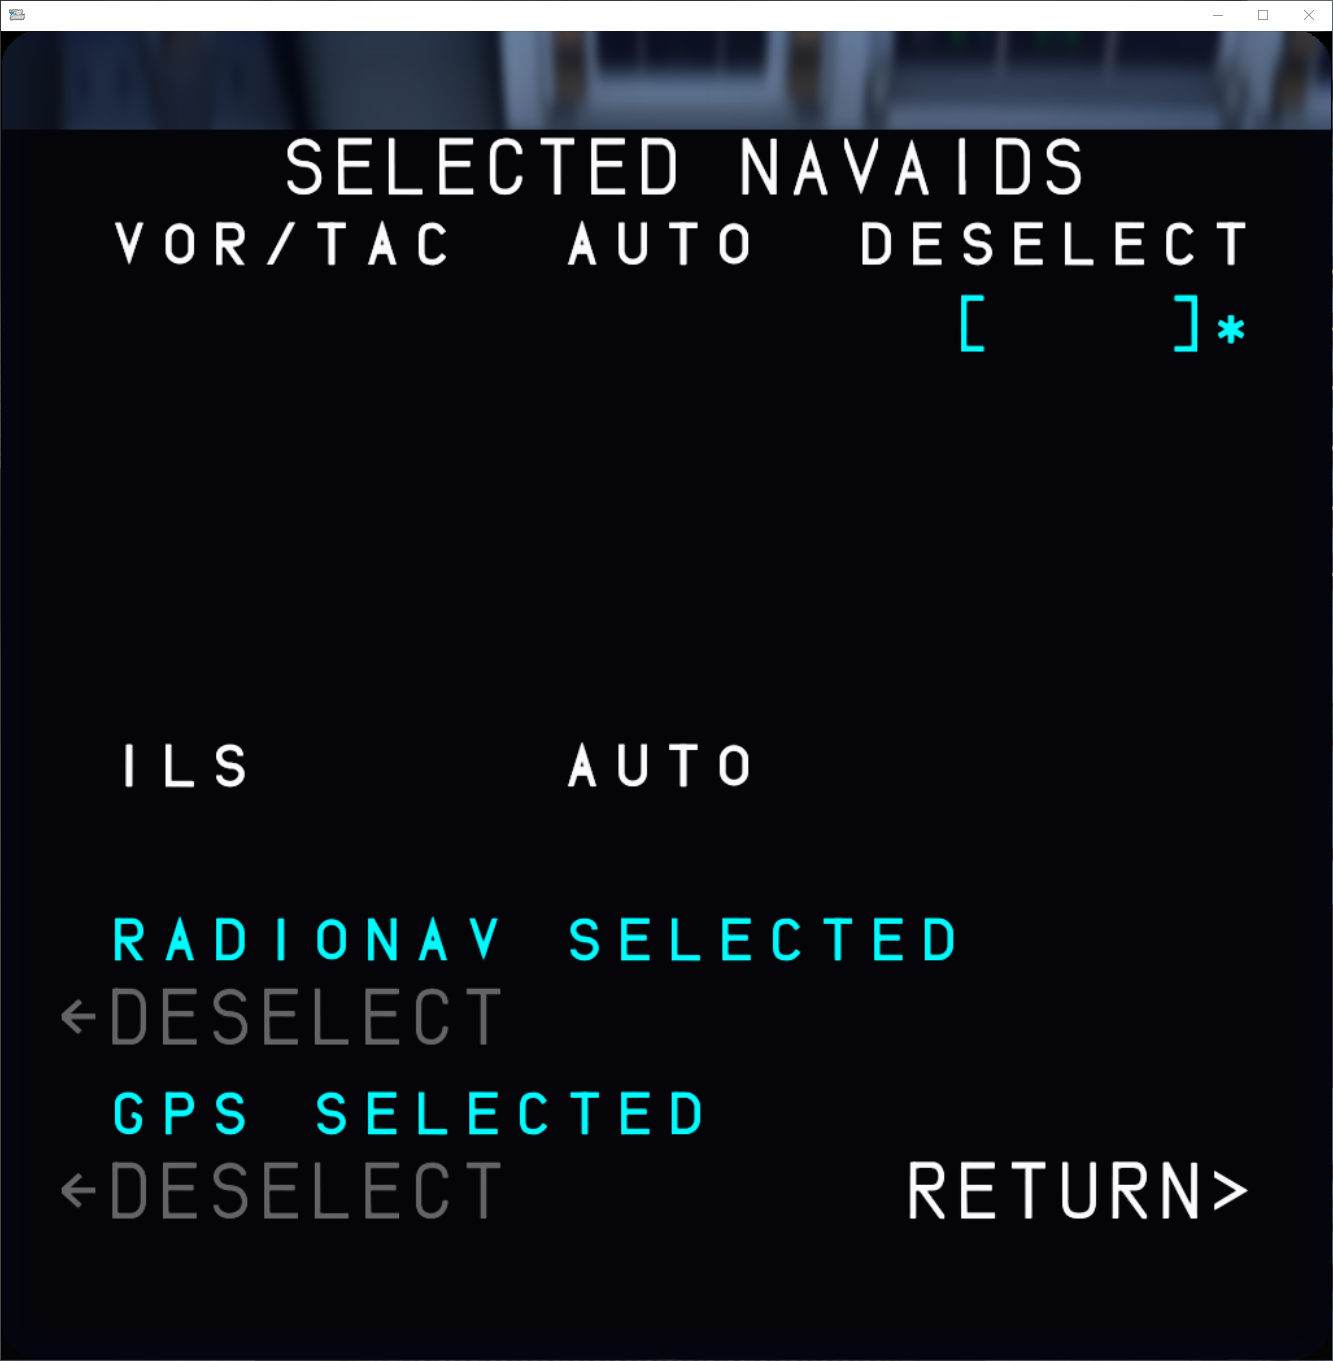 SELECTED NAVAIDS
VOR/TAC AUTO DESELECT
[ ]*
ILS AUTO
RADIONAV SELECTED
←DESELECT
GPS SELECTED
←DESELECT RETURN>